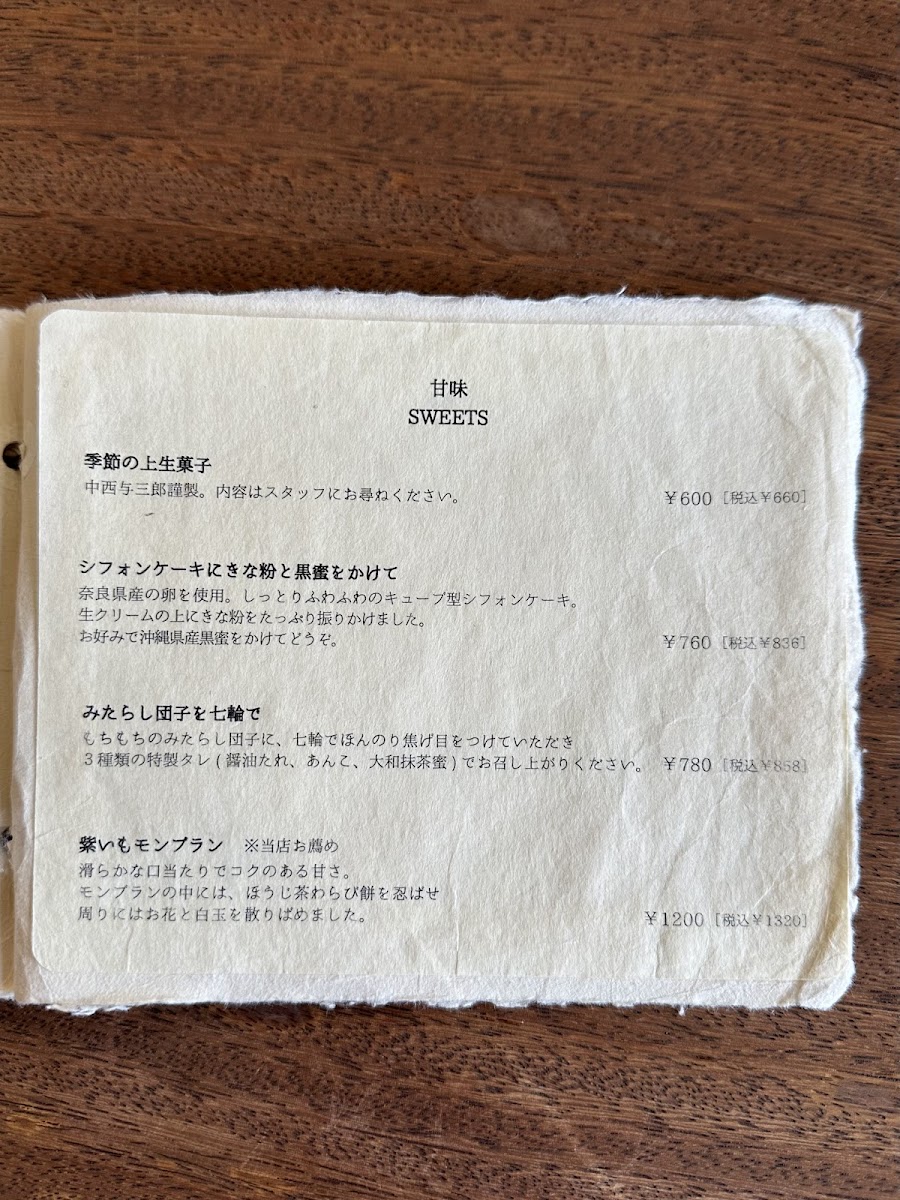 甘味
SWEETS
季節の上生菓子
中西与三郎謹製。内容はスタッフにお尋ねください。 ¥600 [税込¥660]
シフォンケーキにきな粉と黒蜜をかけて
奈良県産の卵を使用。しっとりふわふわのキューブ型シフォンケーキ。
生クリームの上にきな粉をたっぷり振りかけました。
お好みで沖縄県産黒蜜をかけてどうぞ。 ¥760 [税込¥836]
みたらし団子を七輪で
もちもちのみたらし団子に、七輪でほんのり焦げ目をつけていただき
3種類の特製タレ(醤油たれ、あんこ、大和抹茶蜜)でお召し上がりください。 ¥780 [税込¥858]
紫いもモンブラン ※当店お薦め
滑らかな口当たりでコクのある甘さ。
モンブランの中には、ほうじ茶わらび餅を忍ばせ
周りにはお花と白玉を散りばめました。 ¥1200 [税込¥1320]